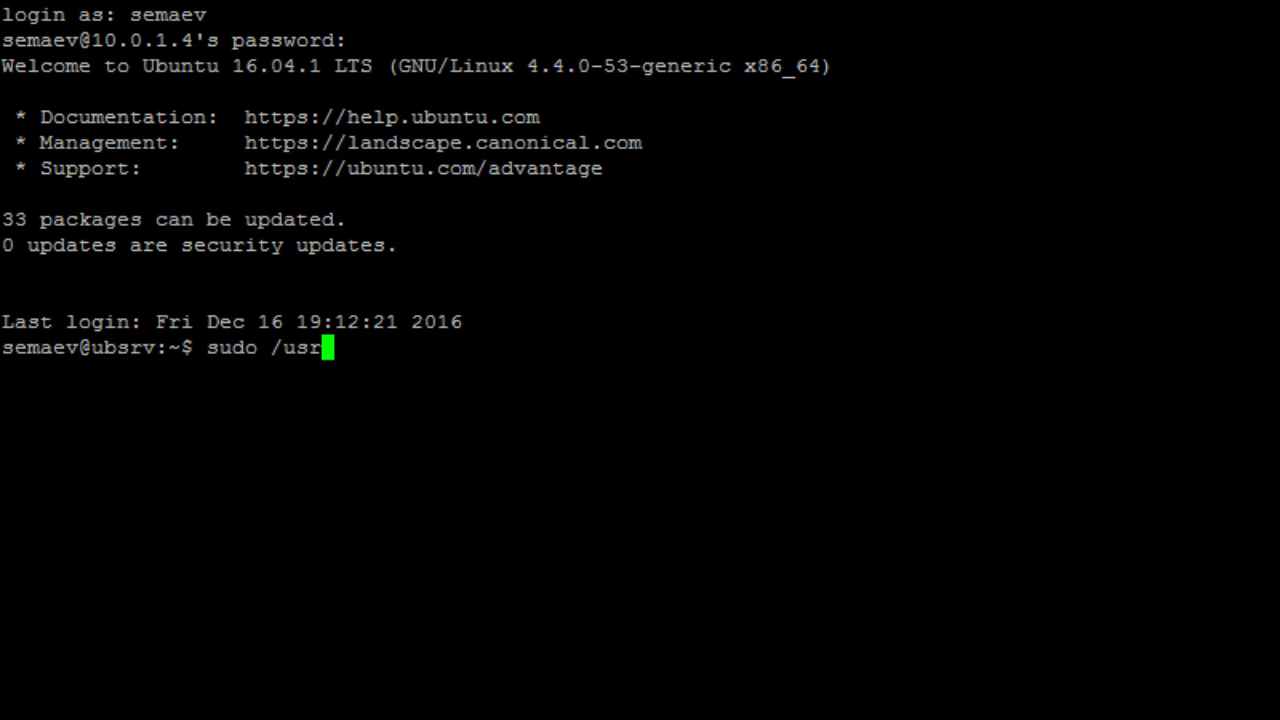 login as: semaev
semaev@10.0.1.4's password:
Welcome to Ubuntu 16.04.1 LTS (GNU/Linux 4.4.0-53-generic x86_64)
* Documentation:  https://help.ubuntu.com
* Management:     https://landscape.canonical.com
* Support:        https://ubuntu.com/advantage
33 packages can be updated.
0 updates are security updates.
Last login: Fri Dec 16 19:12:21 2016
semaev@ubsrv:~$ sudo /usr